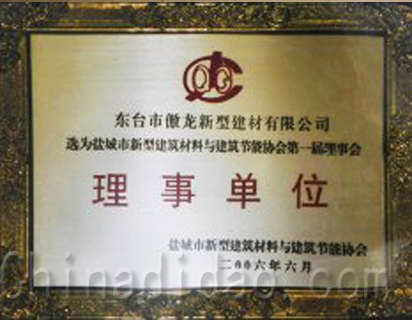 东台市傲龙新型建材有限公司
选为盐城市新型建筑材料与建筑节能协会第一届理事会
理事单位
盐城市新型建筑材料与建筑节能协会
二〇〇六年六月
Chinadidao.com